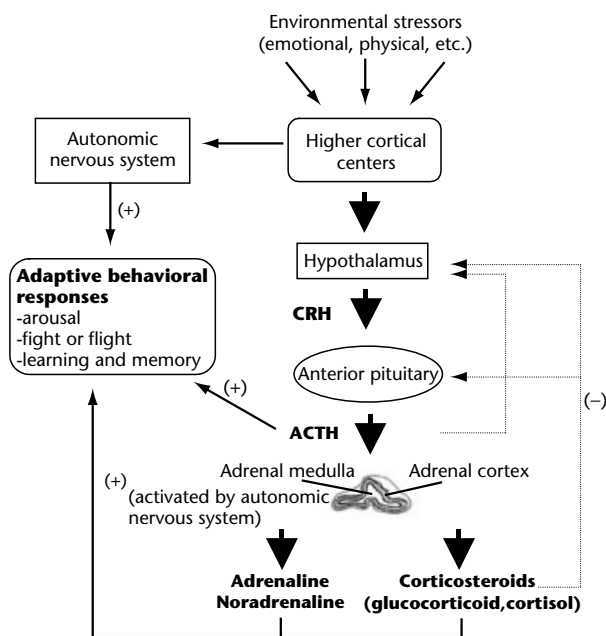 Environmental stressors
(emotional, physical, etc.)
Autonomic
nervous system
Higher cortical
centers
(+)
Adaptive behavioral
responses
-arousal
-fight or flight
-learning and memory
Hypothalamus
CRH
Anterior pituitary
(+)
(−)
ACTH
Adrenal medulla
Adrenal cortex
(+)
(activated by autonomic
nervous system)
Adrenaline
Noradrenaline
Corticosteroids
(glucocorticoid,cortisol)